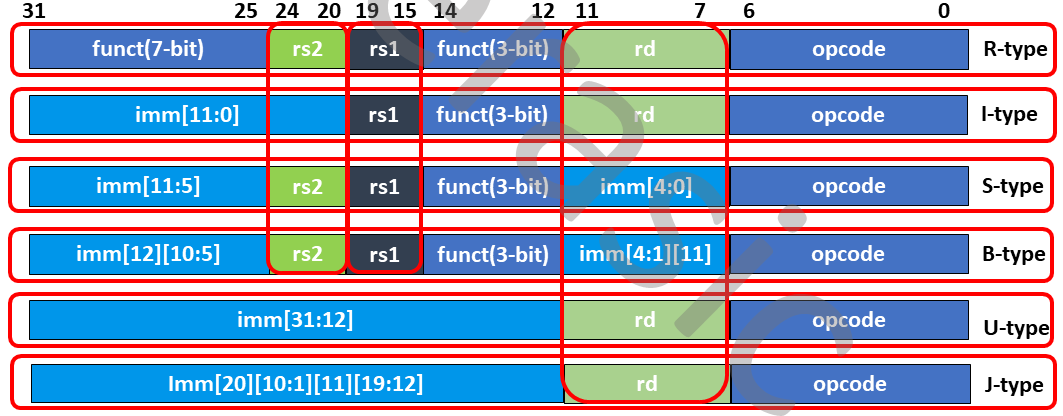 31 25 24 20 19 15 14 12 11 7 6 0
funct(7-bit) rs2 rs1 funct(3-bit) rd opcode R-type
imm[11:0] rs1 funct(3-bit) rd opcode I-type
imm[11:5] rs2 rs1 funct(3-bit) imm[4:0] opcode S-type
imm[12][10:5] rs2 rs1 funct(3-bit) imm[4:1][11] opcode B-type
imm[31:12] rd opcode U-type
Imm[20][10:1][11][19:12] rd opcode J-type